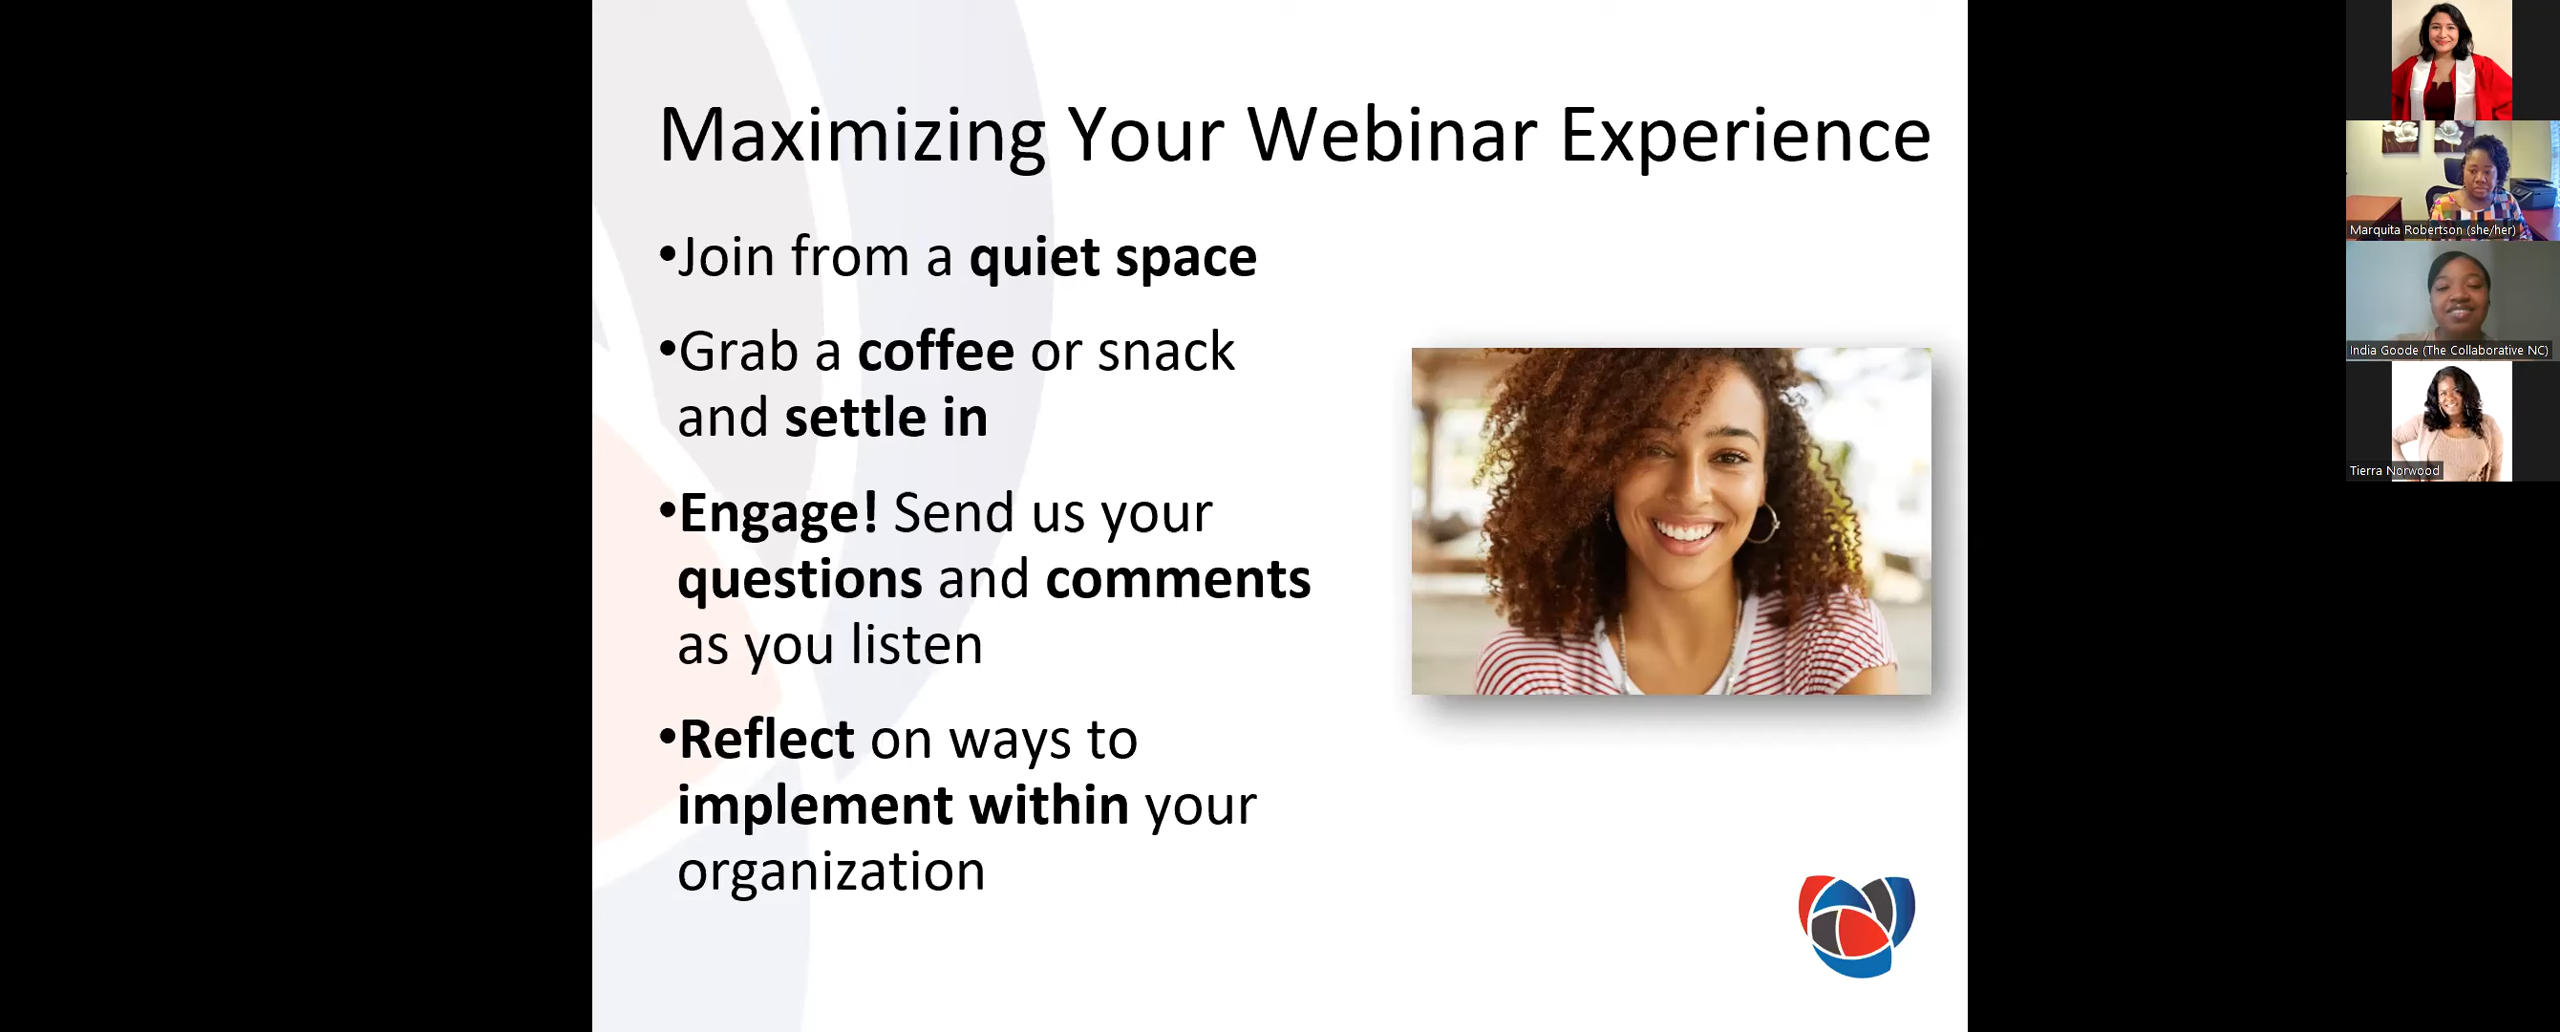 Maximizing Your Webinar Experience
•Join from a quiet space
•Grab a coffee or snack
and settle in
•Engage! Send us your
questions and comments
as you listen
•Reflect on ways to
implement within your
organization
Marquita Robertson (she/her)
India Goode (The Collaborative NC)
Tierra Norwood